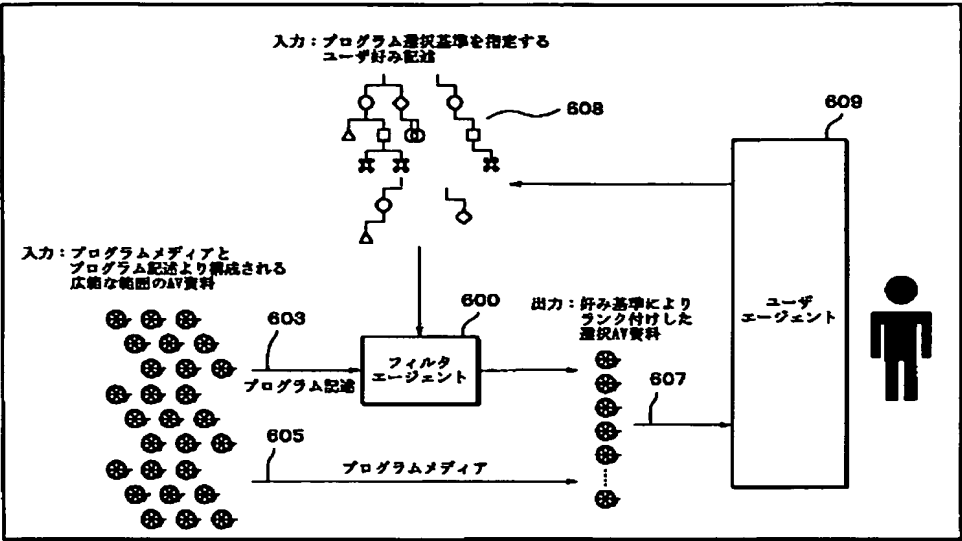 入力：プログラム選択基準を指定する
ユーザ好み記述
608
609
入力：プログラムメディアと
プログラム記述より構成される
広範な範囲のAV資料
603
プログラム記述
600
フィルタ
エージェント
出力：好み基準により
ランク付けした
選択AV資料
607
ユーザ
エージェント
605
プログラムメディア